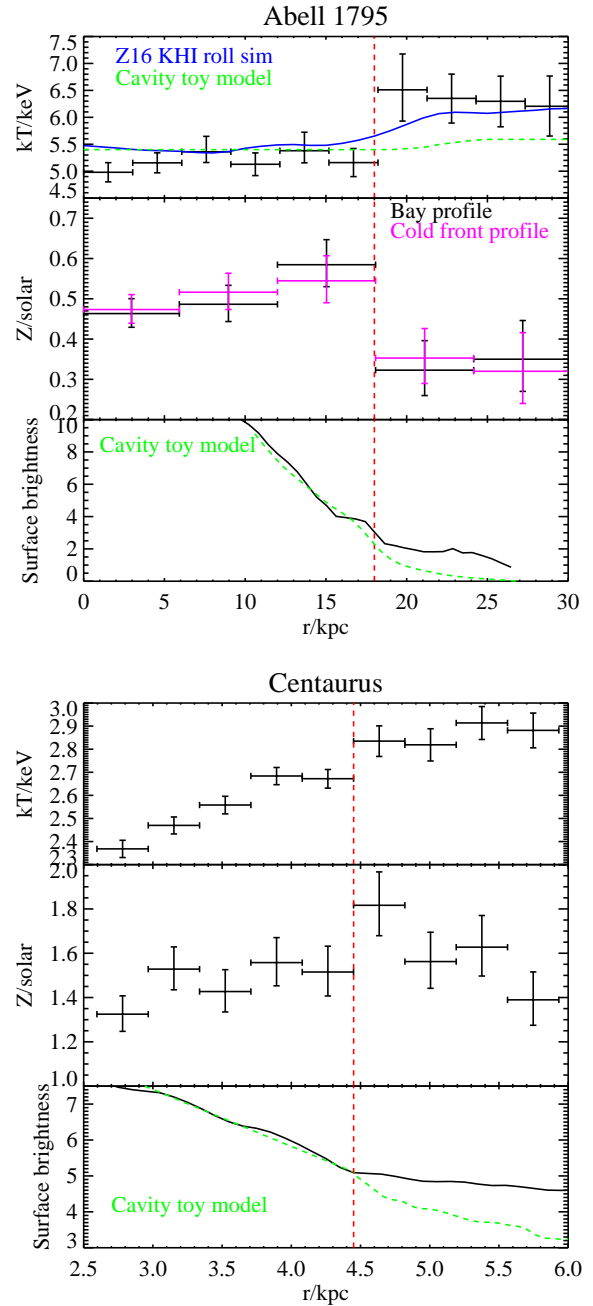 Abell 1795
7.5
7.0
6.5
6.0
5.5
5.0
4.5
kT/keV
Z16 KHI roll sim
Cavity toy model
0.7
0.6
0.5
0.4
0.3
0.2
Z/solar
Bay profile
Cold front profile
10
8
6
4
2
0
Surface brightness
Cavity toy model
0 5 10 15 20 25 30
r/kpc
Centaurus
3.0
2.9
2.8
2.7
2.6
2.5
2.4
2.3
kT/keV
2.0
1.8
1.6
1.4
1.2
1.0
Z/solar
7
6
5
4
3
Surface brightness
Cavity toy model
2.5 3.0 3.5 4.0 4.5 5.0 5.5 6.0
r/kpc